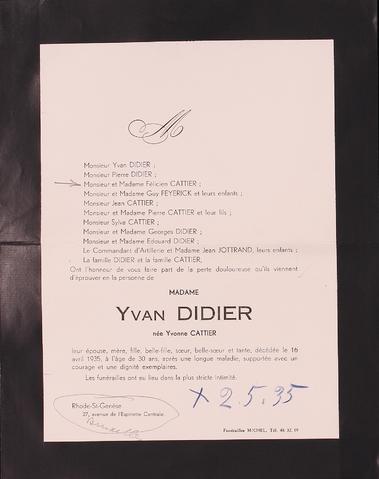 M
Monsieur Yvan DIDIER ;
Monsieur Pierre DIDIER ;
Monsieur et Madame Félicien CATTIER ;
Monsieur et Madame Guy FEYERICK et leurs enfants ;
Monsieur Jean CATTIER ;
Monsieur et Madame Pierre CATTIER et leur fils ;
Monsieur Sylva CATTIER ;
Monsieur et Madame Georges DIDIER ;
Monsieur et Madame Edouard DIDIER ;
Le Commandant d'Artillerie et Madame Jean JOTTRAND, leurs enfants ;
La famille DIDIER et la famille CATTIER,
Ont l'honneur de vous faire part de la perte douloureuse qu'ils viennent
d'éprouver en la personne de
MADAME
YVAN DIDIER
née Yvonne CATTIER
leur épouse, mère, fille, belle-fille, sœur, belle-sœur et tante, décédée le 16
avril 1935, à l'âge de 30 ans, après une longue maladie, supportée avec un
courage et une dignité exemplaires.
Les funérailles ont eu lieu dans la plus stricte intimité.
x 2.5.35
Rhode-St-Genèse
27, avenue de l'Espinette Centrale.
Bruxelles
Funérailles MICHEL, Tél. 48 32 19